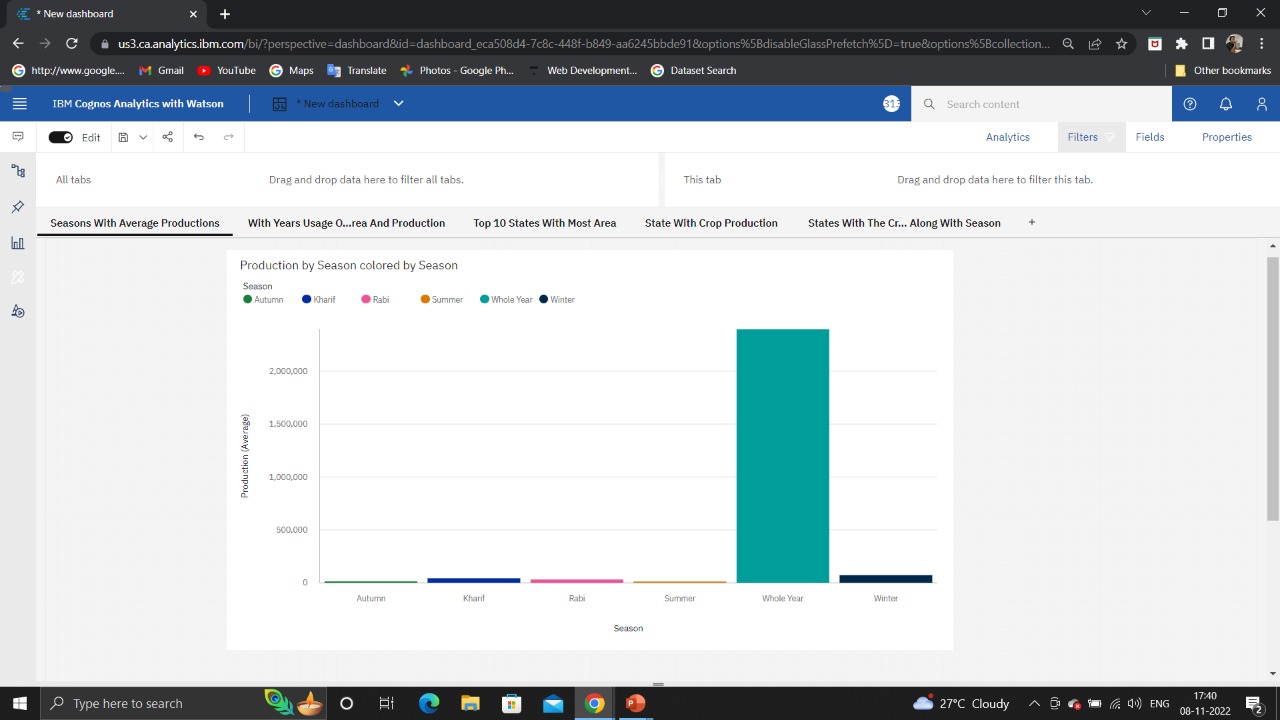 * New dashboard
us3.ca.analytics.ibm.com/bi/?perspective=dashboard&id=dashboard_eca508d4-7c8c-448f-b849-aa6245bbde91&options%5BdisableGlassPrefetch%5D=true&options%5Bcollection...
http://www.google.... Gmail YouTube Maps Translate Photos - Google Ph... Web Development... Dataset Search Other bookmarks
IBM Cognos Analytics with Watson * New dashboard Search content
Edit Analytics Filters Fields Properties
All tabs Drag and drop data here to filter all tabs. This tab Drag and drop data here to filter this tab.
Seasons With Average Productions With Years Usage O...rea And Production Top 10 States With Most Area State With Crop Production States With The Cr... Along With Season +
Production by Season colored by Season
Season
Autumn Kharif Rabi Summer Whole Year Winter
Production (Average)
2,000,000
1,500,000
1,000,000
500,000
0
Autumn Kharif Rabi Summer Whole Year Winter
Season
Type here to search 27°C Cloudy ENG 17:40
08-11-2022 2